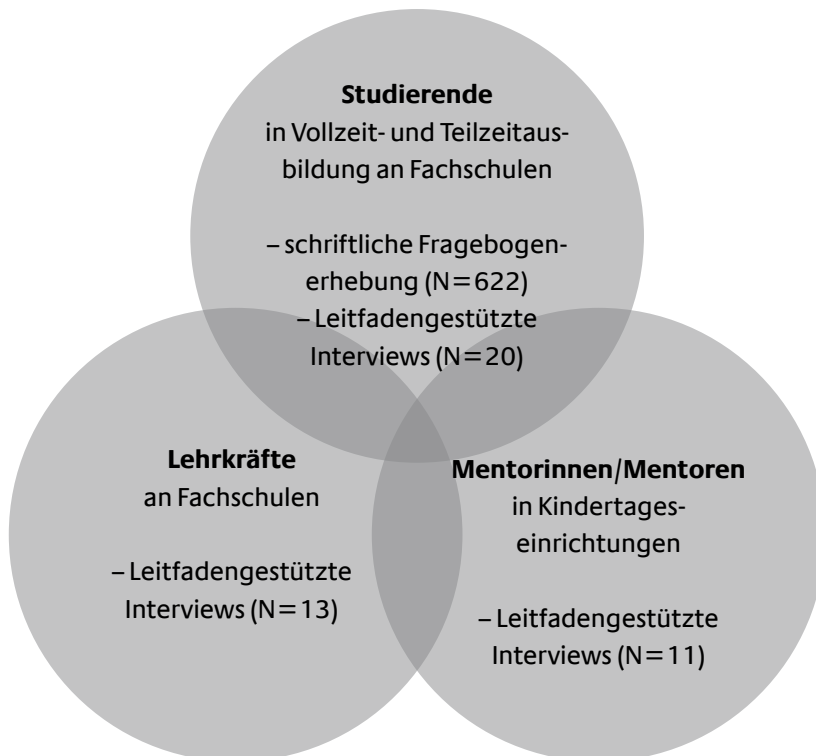 Studierende
in Vollzeit- und Teilzeitaus-
bildung an Fachschulen
– schriftliche Fragebogen-
erhebung (N=622)
– Leitfadengestützte
Interviews (N=20)
Lehrkräfte
an Fachschulen
– Leitfadengestützte
Interviews (N=13)
Mentorinnen/Mentoren
in Kindertages-
einrichtungen
– Leitfadengestützte
Interviews (N=11)